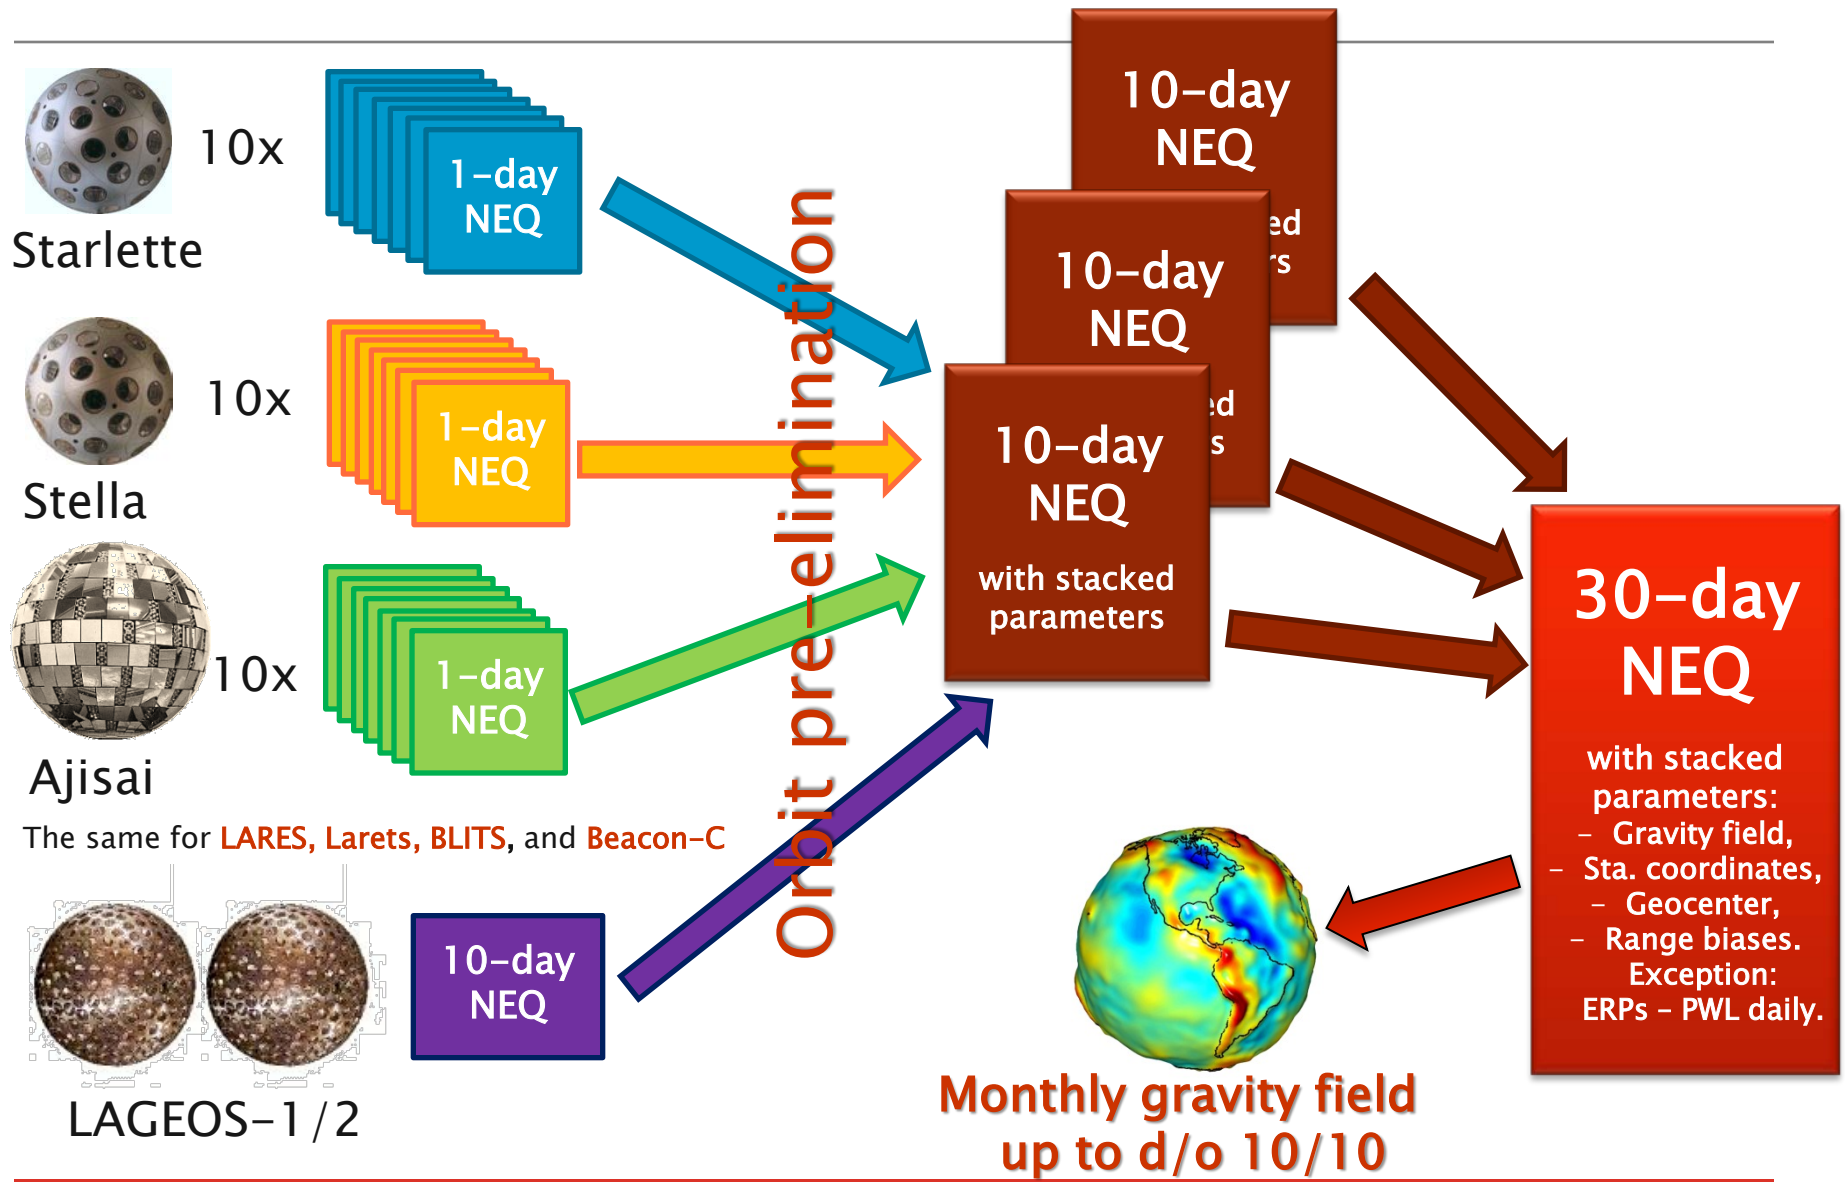 10x
1-day
NEQ
Starlette
10x
1-day
NEQ
Stella
10x
1-day
NEQ
Ajisai
The same for LARES, Larets, BLITS, and Beacon-C
10-day
NEQ
LAGEOS-1/2
Orbit pre-elimination
10-day
NEQ
ed
rs
10-day
NEQ
ed
s
10-day
NEQ
with stacked
parameters
30-day
NEQ
with stacked
parameters:
– Gravity field,
– Sta. coordinates,
– Geocenter,
– Range biases.
Exception:
ERPs – PWL daily.
Monthly gravity field
up to d/o 10/10